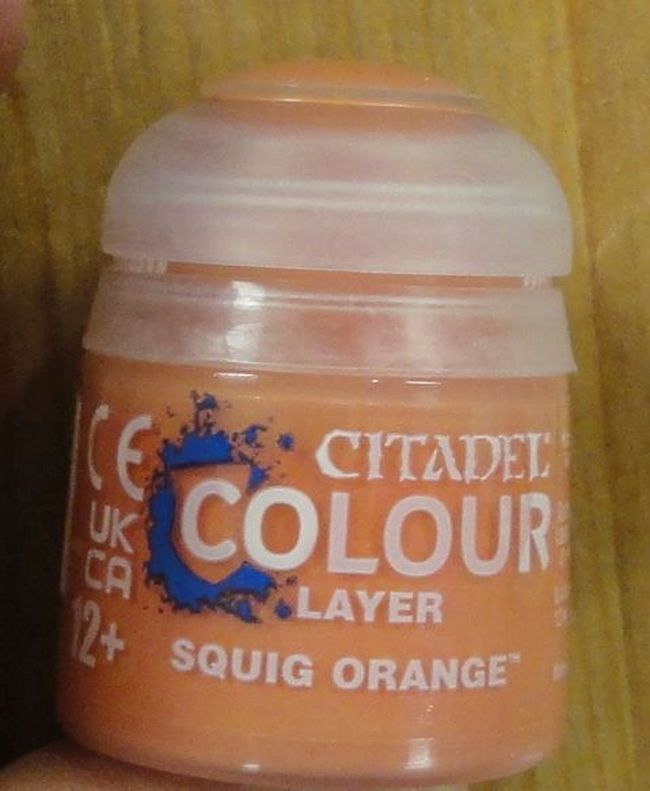 CE
UK
CA
12+
CITADEL
COLOUR
LAYER
SQUIG ORANGE™